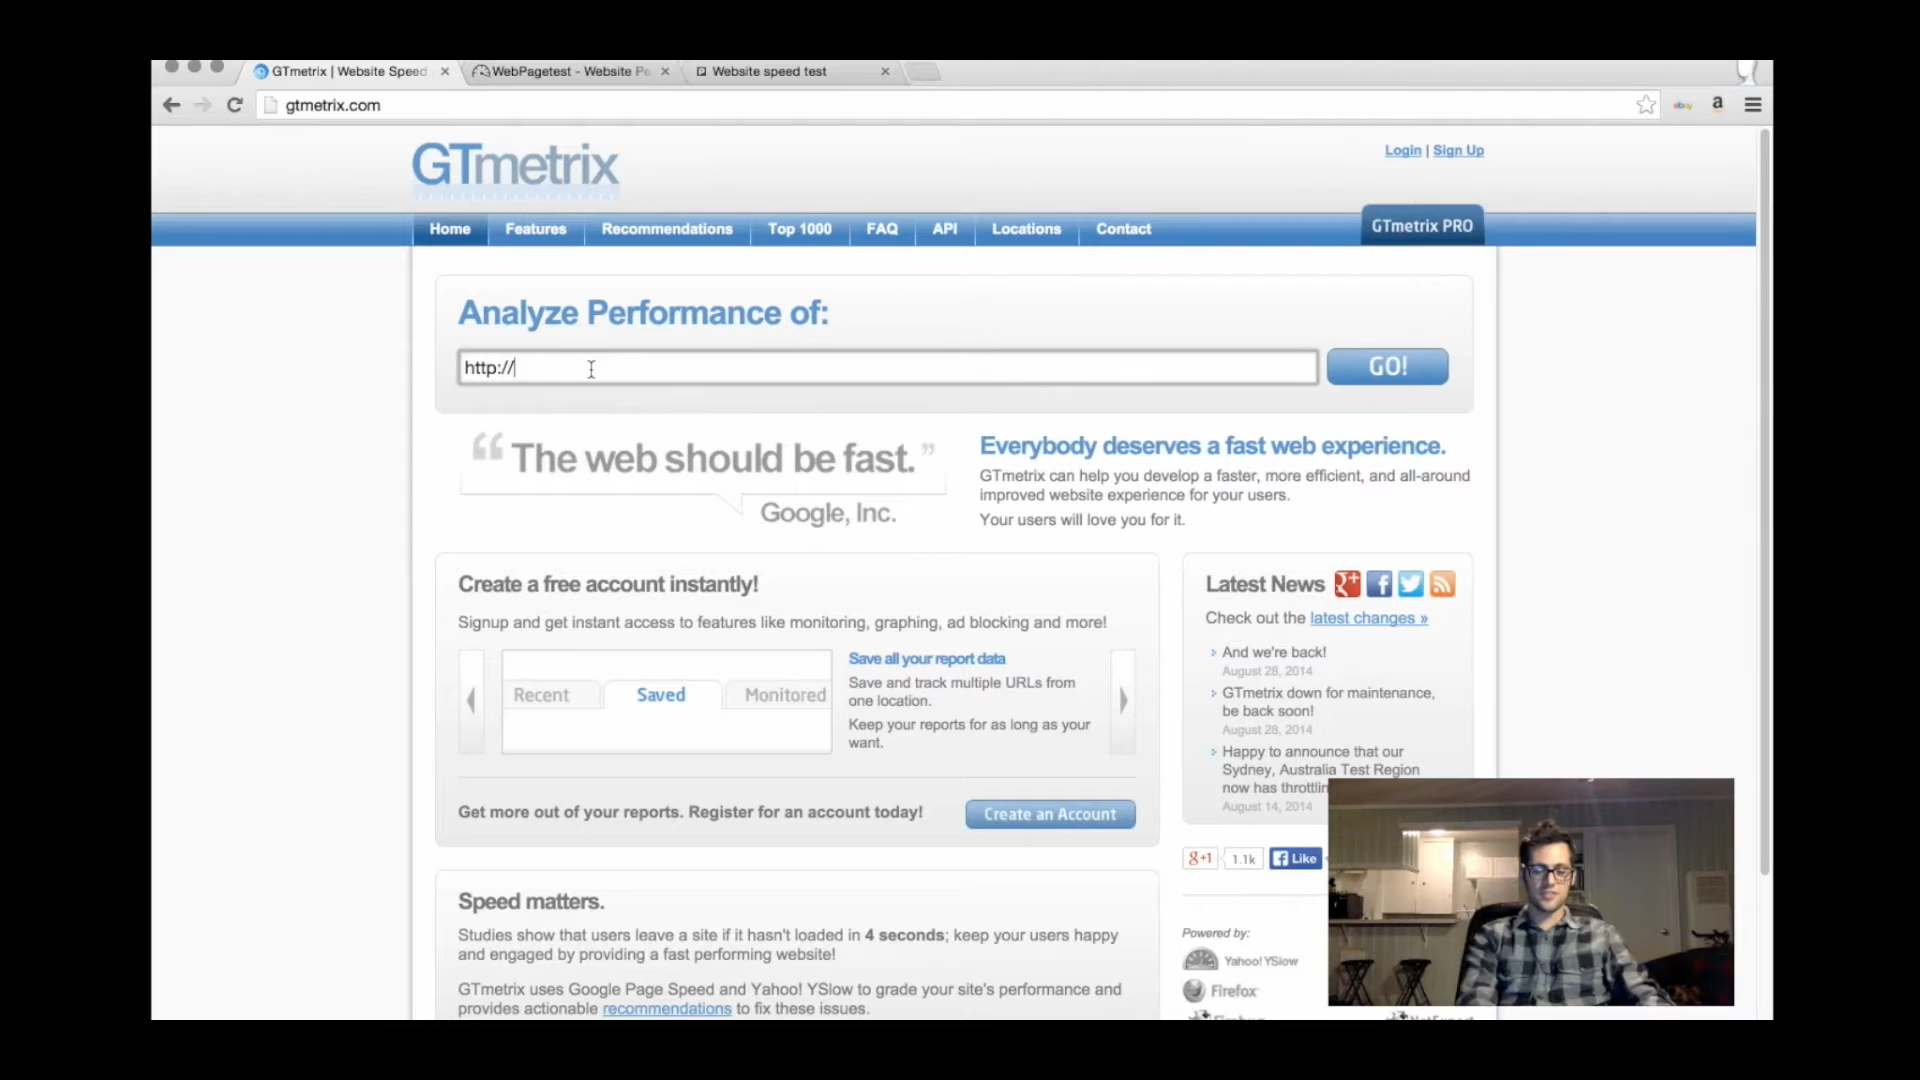 GTmetrix | Website Speed
WebPagetest - Website Pe
Website speed test
gtmetrix.com
ebay
a
GTmetrix
Login | Sign Up
Home
Features
Recommendations
Top 1000
FAQ
API
Locations
Contact
GTmetrix PRO
Analyze Performance of:
http://
GO!
“ The web should be fast. ”
Google, Inc.
Everybody deserves a fast web experience.
GTmetrix can help you develop a faster, more efficient, and all-around
improved website experience for your users.
Your users will love you for it.
Create a free account instantly!
Signup and get instant access to features like monitoring, graphing, ad blocking and more!
Recent
Saved
Monitored
Save all your report data
Save and track multiple URLs from
one location.
Keep your reports for as long as your
want.
Get more out of your reports. Register for an account today!
Create an Account
Latest News
Check out the latest changes »
And we're back!
August 28, 2014
GTmetrix down for maintenance,
be back soon!
August 28, 2014
Happy to announce that our
Sydney, Australia Test Region
now has throttlin
August 14, 2014
g+1
1.1k
Like
Speed matters.
Studies show that users leave a site if it hasn't loaded in 4 seconds; keep your users happy
and engaged by providing a fast performing website!
GTmetrix uses Google Page Speed and Yahoo! YSlow to grade your site's performance and
provides actionable recommendations to fix these issues.
Powered by:
Yahoo! YSlow
Firefox